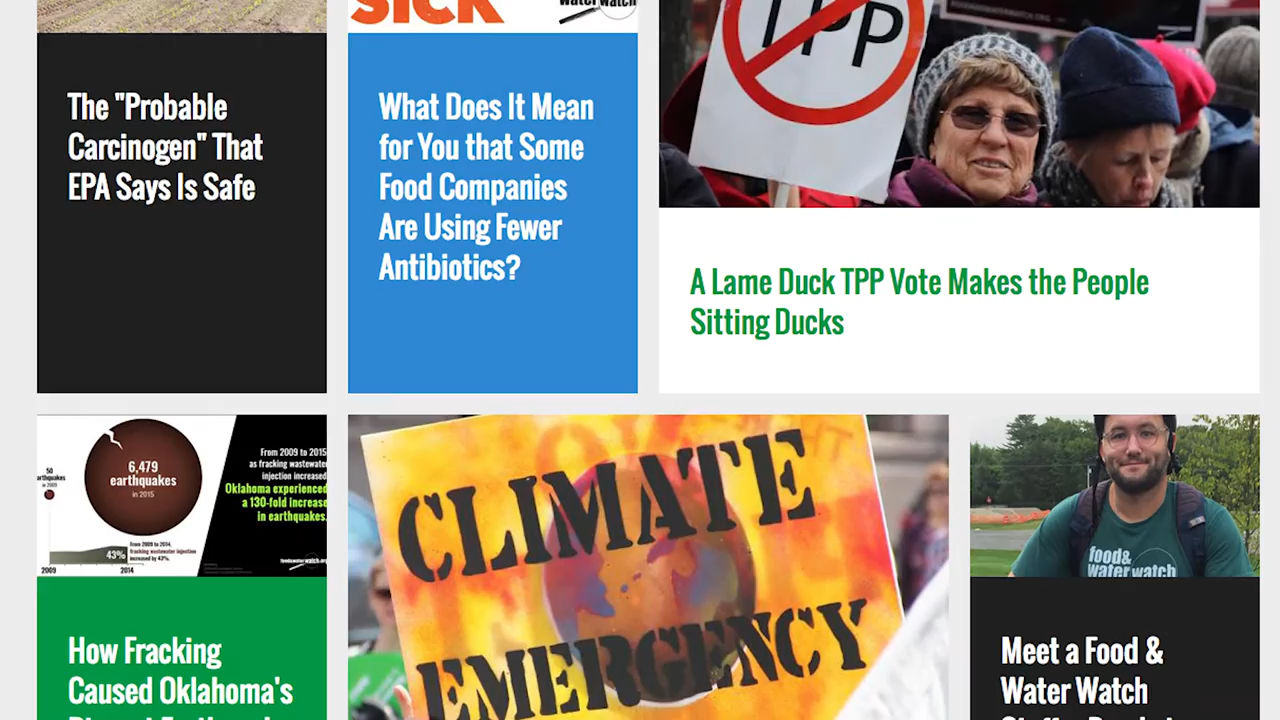 SICK
water watch
TPP
The "Probable
Carcinogen" That
EPA Says Is Safe
What Does It Mean
for You that Some
Food Companies
Are Using Fewer
Antibiotics?
A Lame Duck TPP Vote Makes the People
Sitting Ducks
50
earthquakes
in 2009
6,479
earthquakes
in 2015
From 2009 to 2015
as fracking wastewater
injection increased
Oklahoma experienced
a 130-fold increase
in earthquakes.
43%
From 2009 to 2014,
fracking wastewater injection
increased by 43%.
2009
2014
foodandwaterwatch.org
CLIMATE
EMERGENCY
food&
water watch
How Fracking
Caused Oklahoma's
Meet a Food &
Water Watch